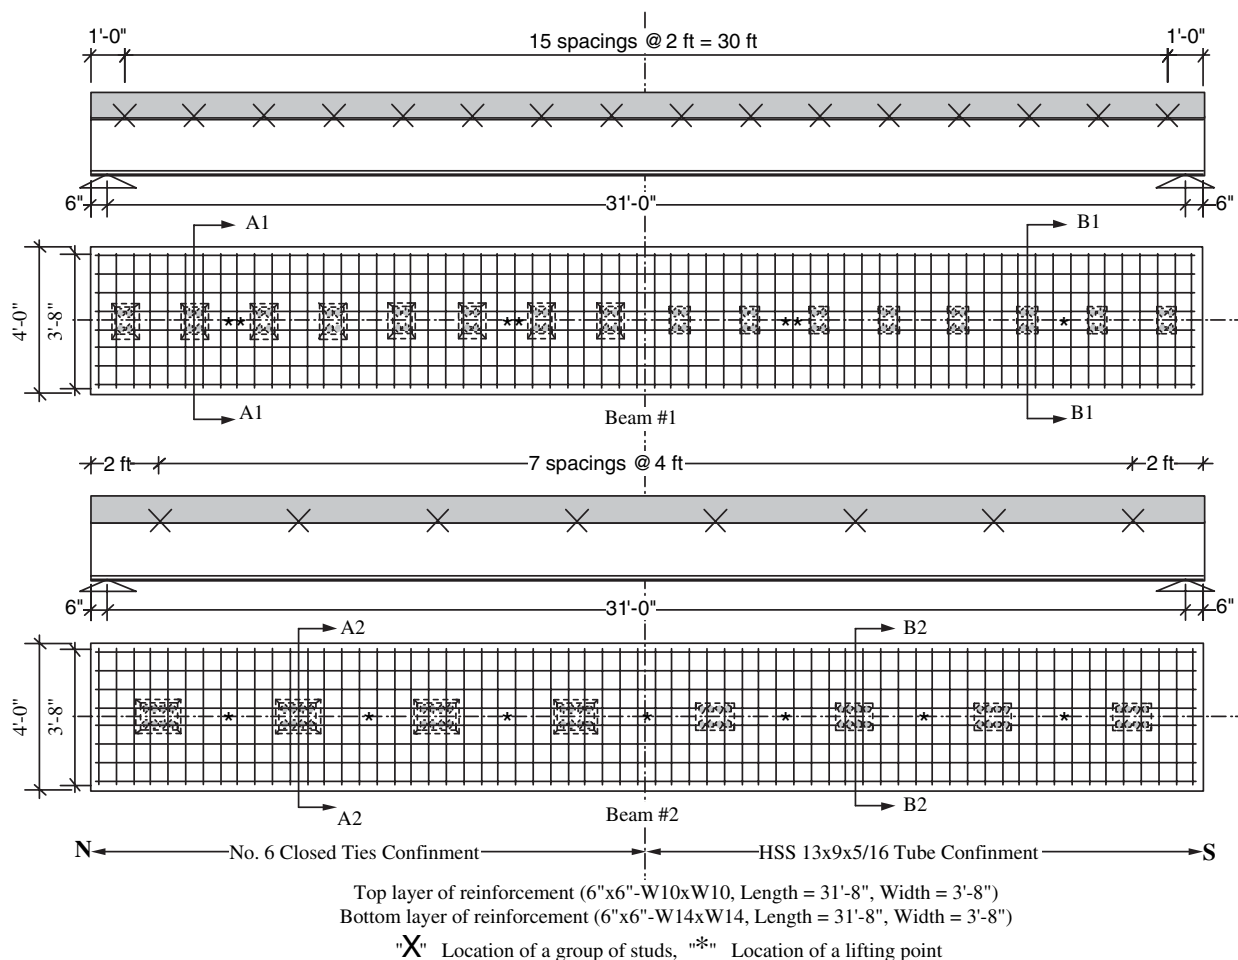 1'-0"
15 spacings @ 2 ft = 30 ft
1'-0"
6"
31'-0"
6"
A1
B1
4'-0"
3'-8"
**
**
**
*
A1
Beam #1
B1
2 ft
7 spacings @ 4 ft
2 ft
6"
31'-0"
6"
A2
B2
4'-0"
3'-8"
* * * * * * *
A2
Beam #2
B2
N
No. 6 Closed Ties Confinment
HSS 13x9x5/16 Tube Confinment
S
Top layer of reinforcement (6"x6"-W10xW10, Length = 31'-8", Width = 3'-8")
Bottom layer of reinforcement (6"x6"-W14xW14, Length = 31'-8", Width = 3'-8")
"X" Location of a group of studs, "*" Location of a lifting point